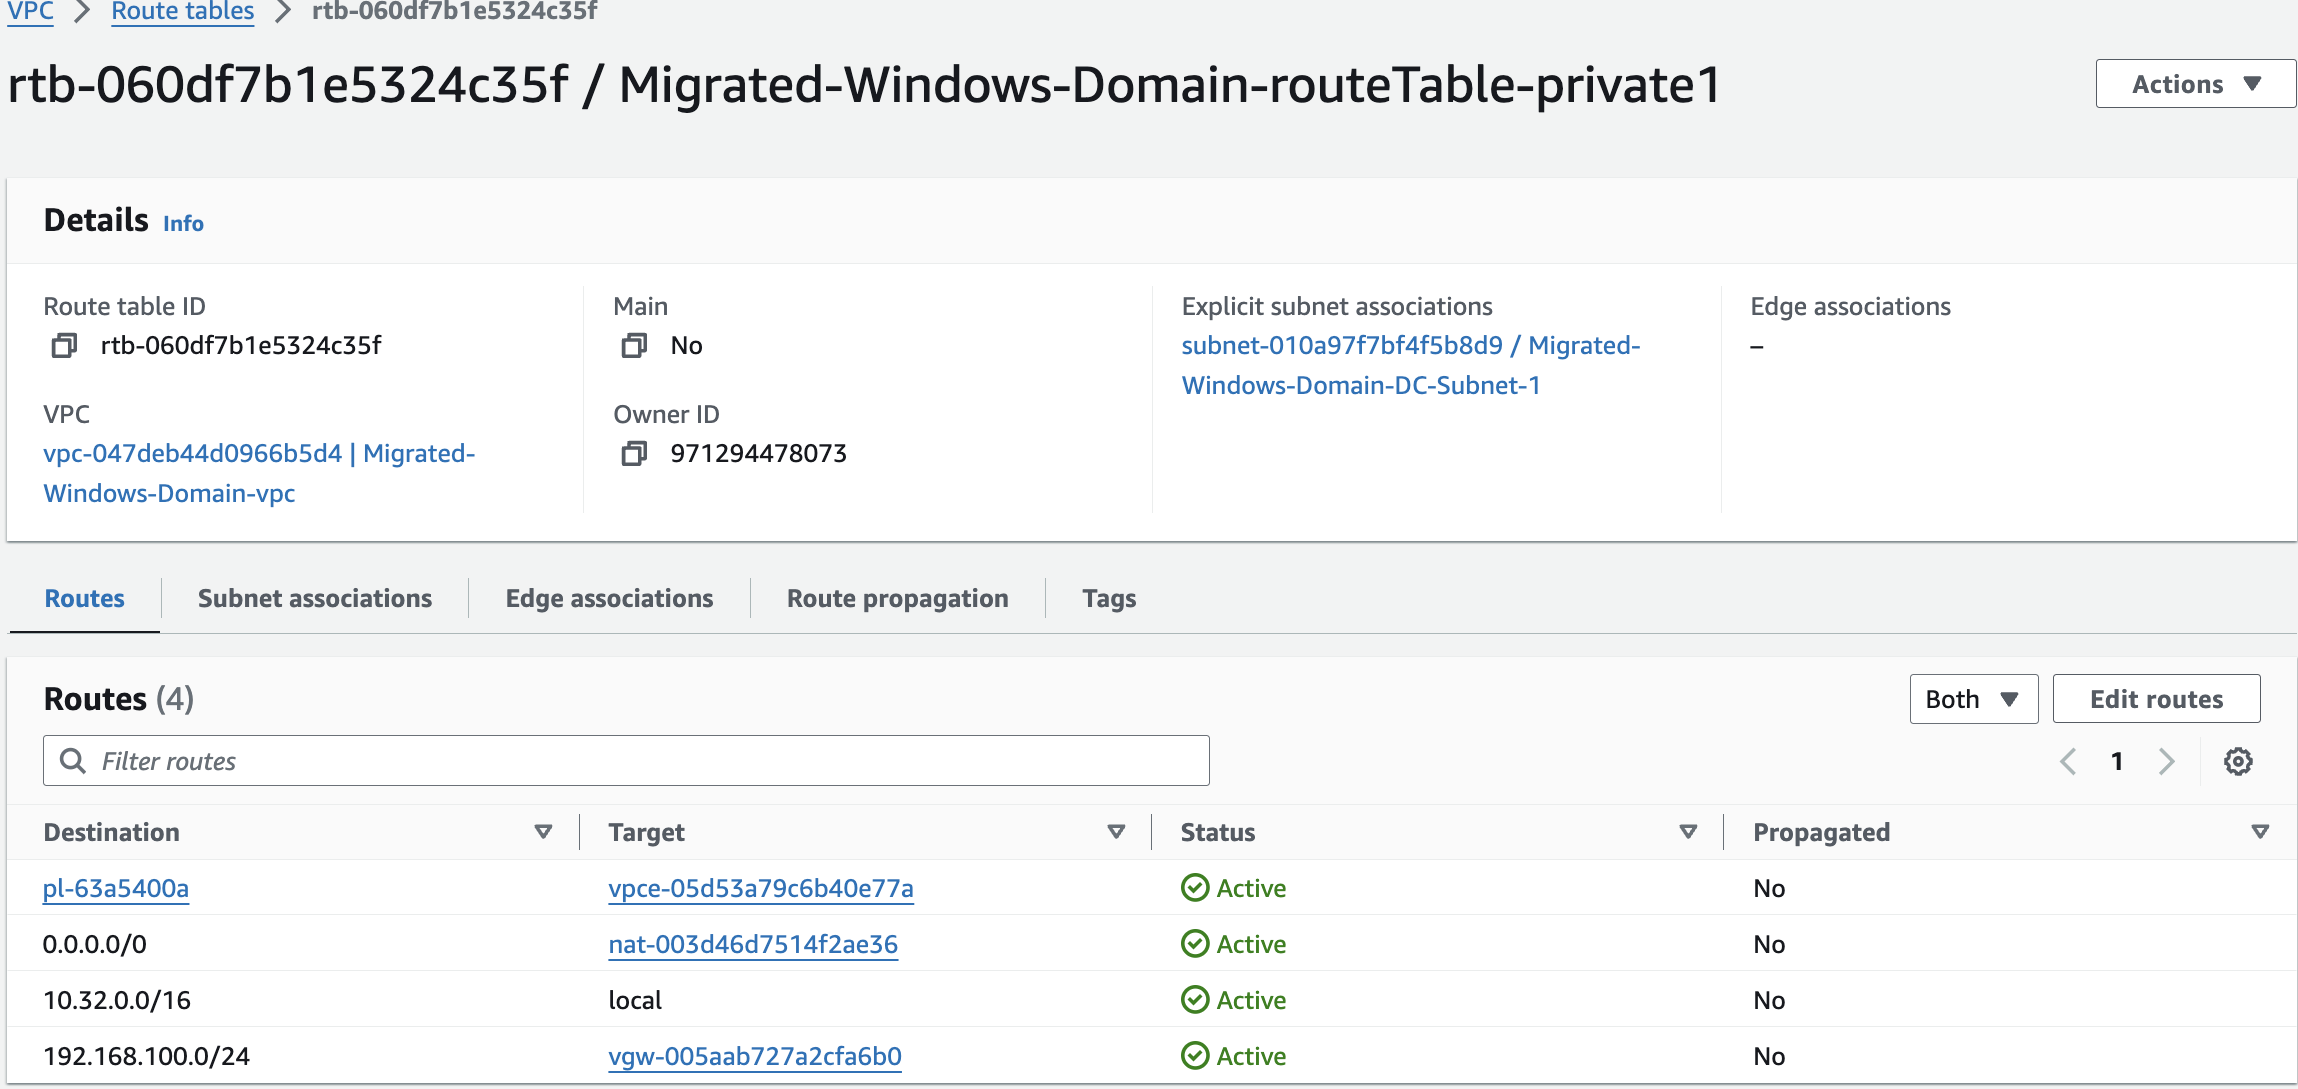 VPC > Route tables > rtb-060df7b1e5324c35f
rtb-060df7b1e5324c35f / Migrated-Windows-Domain-routeTable-private1
Actions
Details Info
Route table ID
rtb-060df7b1e5324c35f
Main
No
Explicit subnet associations
subnet-010a97f7bf4f5b8d9 / Migrated-
Windows-Domain-DC-Subnet-1
Edge associations
–
VPC
vpc-047deb44d0966b5d4 | Migrated-
Windows-Domain-vpc
Owner ID
971294478073
Routes Subnet associations Edge associations Route propagation Tags
Routes (4)
Both Edit routes
Filter routes
1
Destination Target Status Propagated
pl-63a5400a vpce-05d53a79c6b40e77a Active No
0.0.0.0/0 nat-003d46d7514f2ae36 Active No
10.32.0.0/16 local Active No
192.168.100.0/24 vgw-005aab727a2cfa6b0 Active No